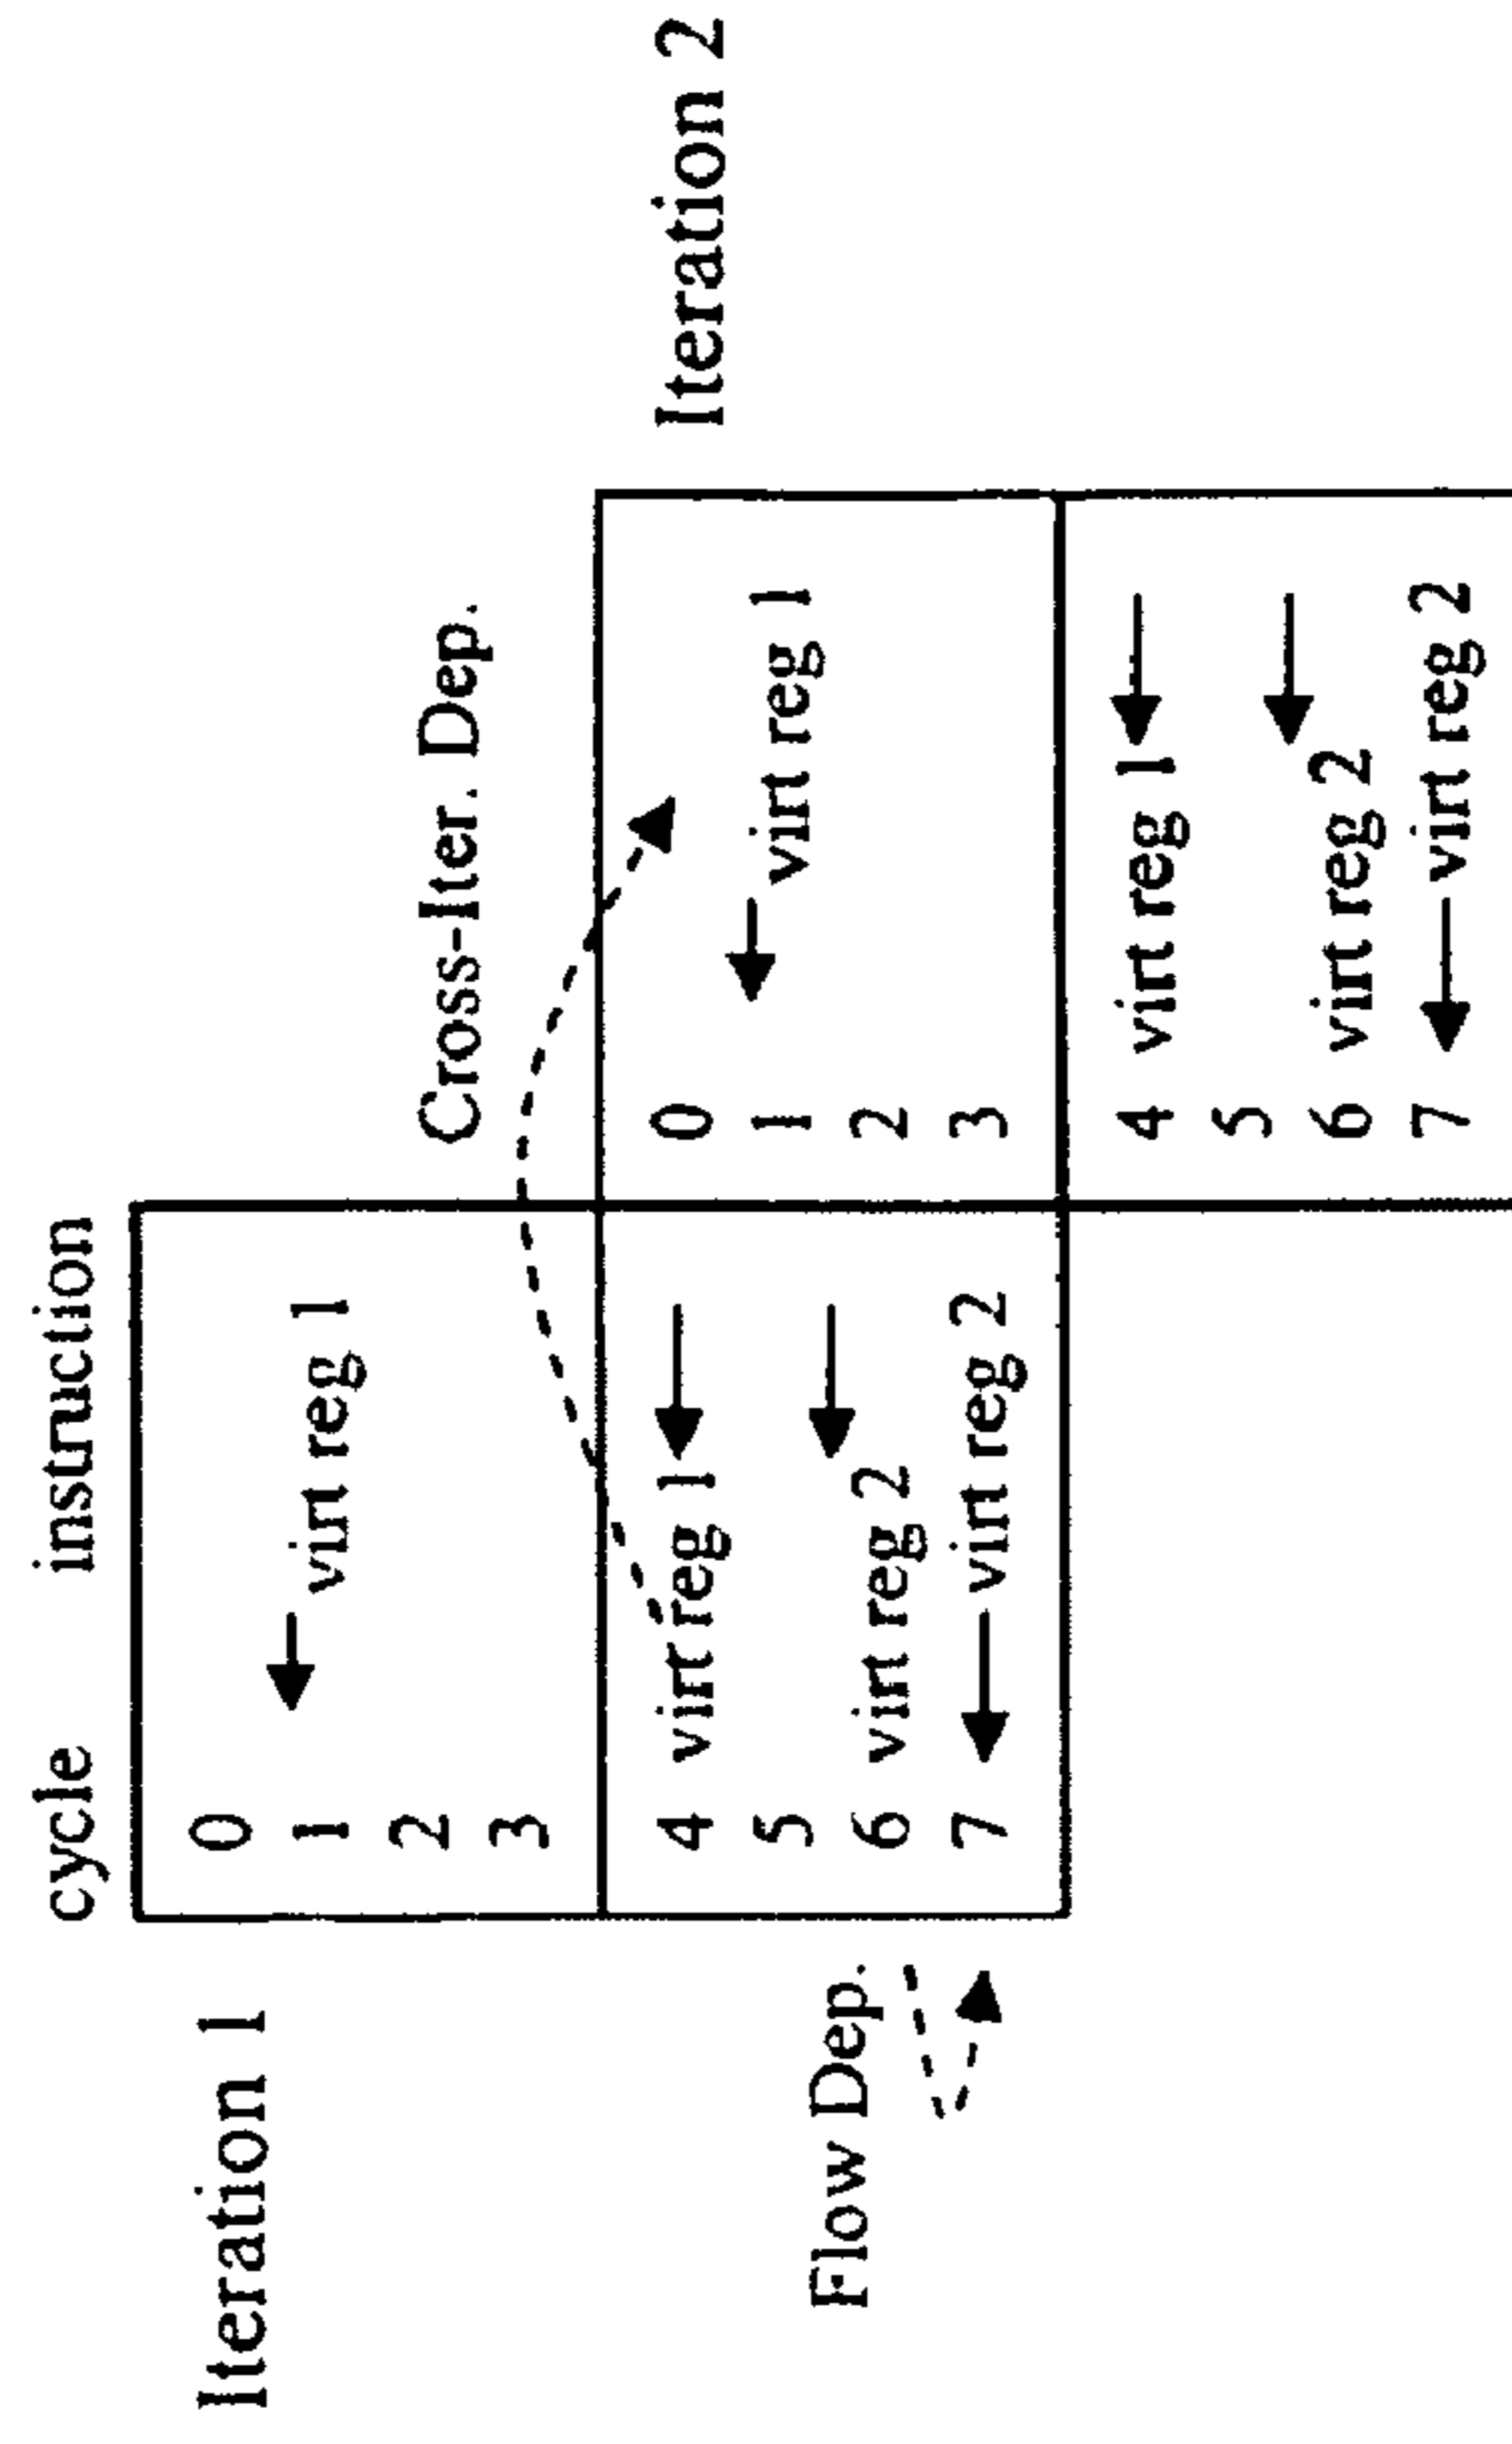 cycle instruction
Iteration 1
0
1 ← virt reg 1
2
3
Cross-Iter. Dep.
Iteration 2
4 virt reg 1 ← 0
5 1 ← virt reg 1
Flow Dep.
6 virt reg 2 ← 2
7 ← virt reg 2 3
4 virt reg 1 ←
5
6 virt reg 2 ←
7 ← virt reg 2